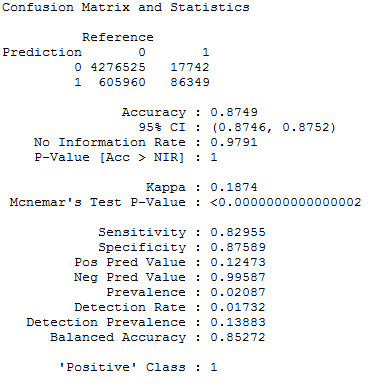 Confusion Matrix and Statistics
Reference
Prediction 0 1
0 4276525 17742
1 605960 86349
Accuracy : 0.8749
95% CI : (0.8746, 0.8752)
No Information Rate : 0.9791
P-Value [Acc > NIR] : 1
Kappa : 0.1874
Mcnemar's Test P-Value : <0.0000000000000002
Sensitivity : 0.82955
Specificity : 0.87589
Pos Pred Value : 0.12473
Neg Pred Value : 0.99587
Prevalence : 0.02087
Detection Rate : 0.01732
Detection Prevalence : 0.13883
Balanced Accuracy : 0.85272
'Positive' Class : 1